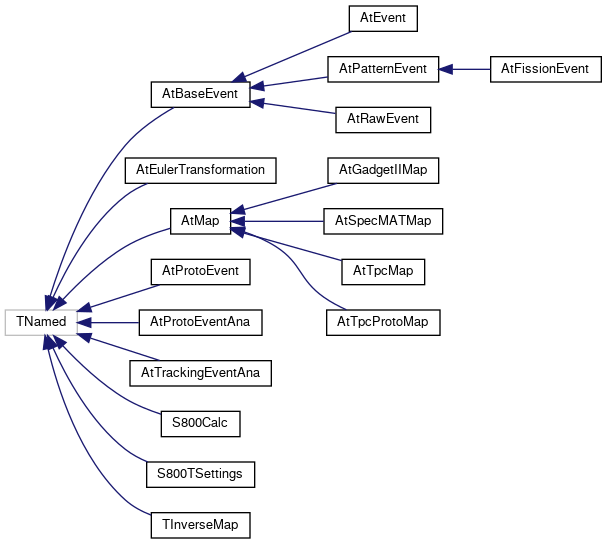 AtEvent
AtPatternEvent
AtFissionEvent
AtBaseEvent
AtRawEvent
AtEulerTransformation
AtGadgetIIMap
AtMap
AtSpecMATMap
AtTpcMap
AtProtoEvent
TNamed
AtProtoEventAna
AtTpcProtoMap
AtTrackingEventAna
S800Calc
S800TSettings
TInverseMap